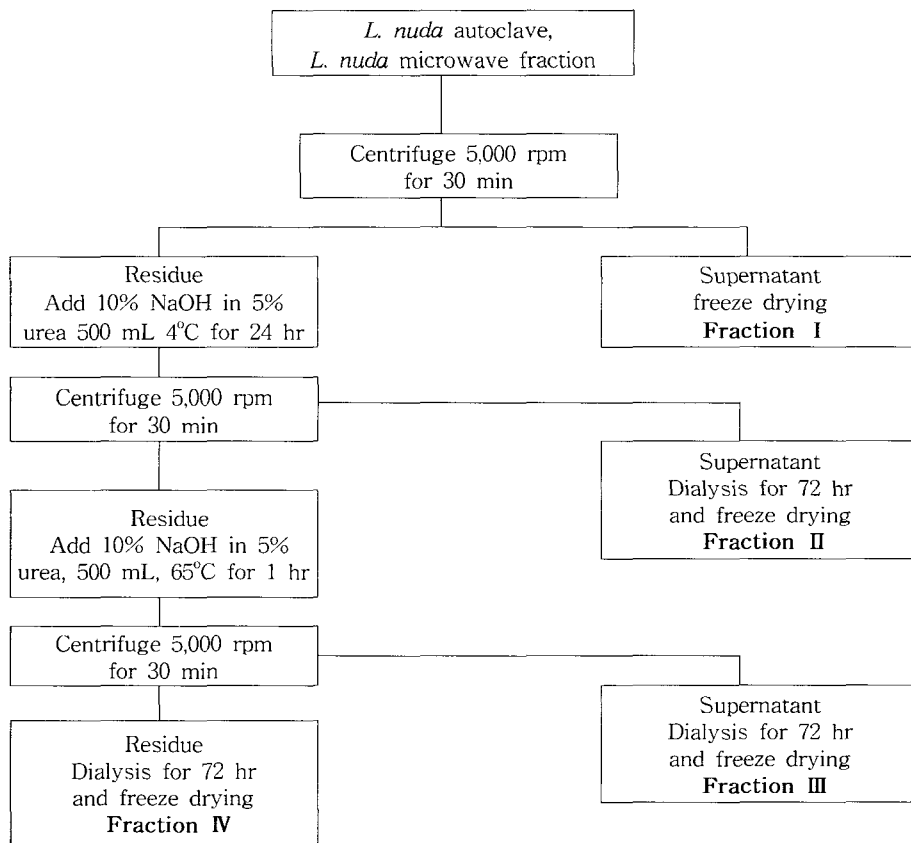 L. nuda autoclave,
L. nuda microwave fraction
Centrifuge 5,000 rpm
for 30 min
Residue
Add 10% NaOH in 5%
urea 500 mL 4°C for 24 hr
Supernatant
freeze drying
Fraction Ⅰ
Centrifuge 5,000 rpm
for 30 min
Supernatant
Dialysis for 72 hr
and freeze drying
Fraction Ⅱ
Residue
Add 10% NaOH in 5%
urea, 500 mL, 65°C for 1 hr
Centrifuge 5,000 rpm
for 30 min
Supernatant
Dialysis for 72 hr
and freeze drying
Fraction Ⅲ
Residue
Dialysis for 72 hr
and freeze drying
Fraction Ⅳ